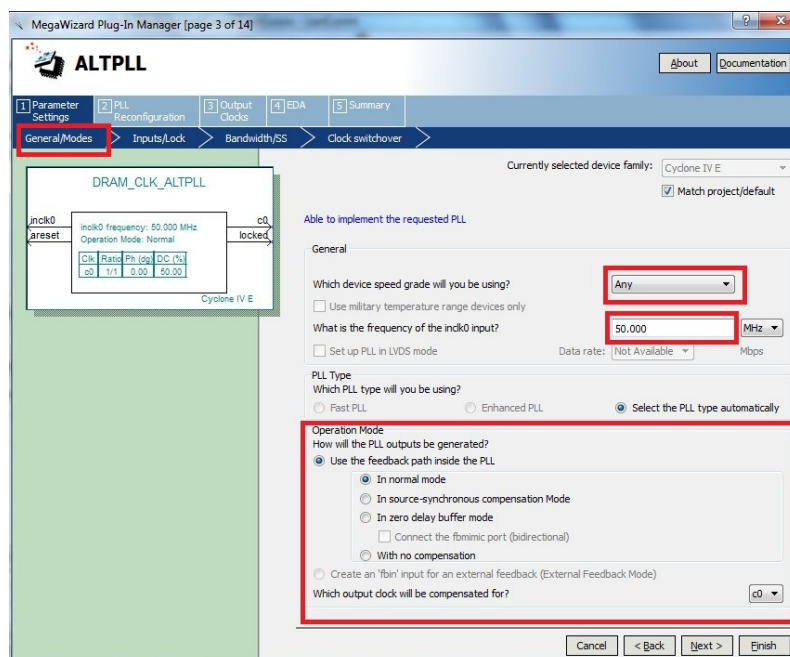 MegaWizard Plug-In Manager [page 3 of 14]
ALTPLL
About
Documentation
1 Parameter Settings
2 PLL Reconfiguration
3 Output Clocks
4 EDA
5 Summary
General/Modes
Inputs/Lock
Bandwidth/SS
Clock switchover
DRAM_CLK_ALTPLL
inclk0
areset
inclk0 frequency: 50.000 MHz
Operation Mode: Normal
Clk Ratio Ph (dg) DC (%)
c0 1/1 0.00 50.00
c0
locked
Cyclone IV E
Currently selected device family: Cyclone IV E
Match project/default
Able to implement the requested PLL
General
Which device speed grade will you be using? Any
Use military temperature range devices only
What is the frequency of the inclk0 input? 50.000 MHz
Set up PLL in LVDS mode Data rate: Not Available Mbps
PLL Type
Which PLL type will you be using?
Fast PLL Enhanced PLL Select the PLL type automatically
Operation Mode
How will the PLL outputs be generated?
Use the feedback path inside the PLL
In normal mode
In source-synchronous compensation Mode
In zero delay buffer mode
Connect the fbmimic port (bidirectional)
With no compensation
Create an 'fbin' input for an external feedback (External Feedback Mode)
Which output clock will be compensated for? c0
Cancel < Back Next > Finish